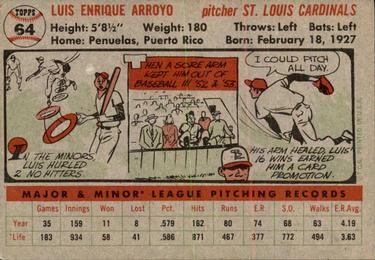 TOPPS
64
LUIS ENRIQUE ARROYO pitcher ST. LOUIS CARDINALS
Height: 5'8½" Weight: 180 Throws: Left Bats: Left
Home: Penuelas, Puerto Rico Born: February 18, 1927
IN THE MINORS, LUIS HURLED 2 NO HITTERS.
THEN A SORE ARM KEPT HIM OUT OF BASEBALL IN '52 & '53.
I COULD PITCH ALL DAY.
HIS ARM HEALED, LUIS' 16 WINS EARNED HIM A CARD PROMOTION.
MAJOR & MINOR LEAGUE PITCHING RECORDS
Games Innings Won Lost Pct. Hits Runs E.R. S.O. Walks E.R.Avg.
Year 35 159 11 8 .579 162 80 74 68 63 4.19
*Life 183 934 58 41 .586 871 467 377 774 492 3.63